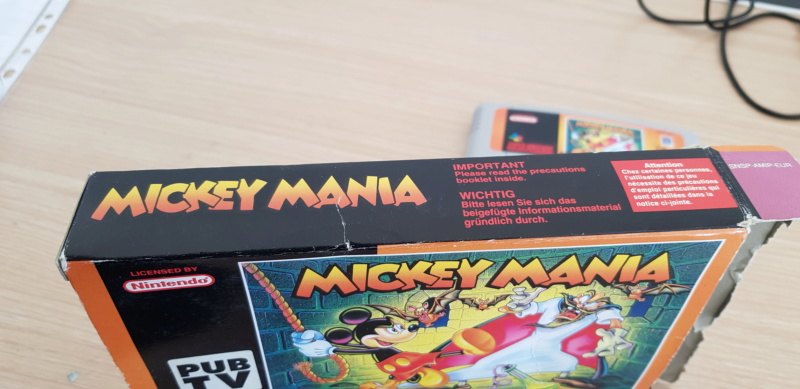 MICKEY MANIA
IMPORTANT
Please read the precautions
booklet inside.
WICHTIG
Bitte lesen Sie sich das
beigefügte Informationsmaterial
gründlich durch.
Attention
Chez certaines personnes,
l'utilisation de ce jeu
nécessite des précautions
d'emploi particulières qui
sont détaillées dans la
notice ci-jointe.
SNSP-AMIP-EUR
LICENSED BY
Nintendo
MICKEY MANIA
PUB
TV
Nintendo